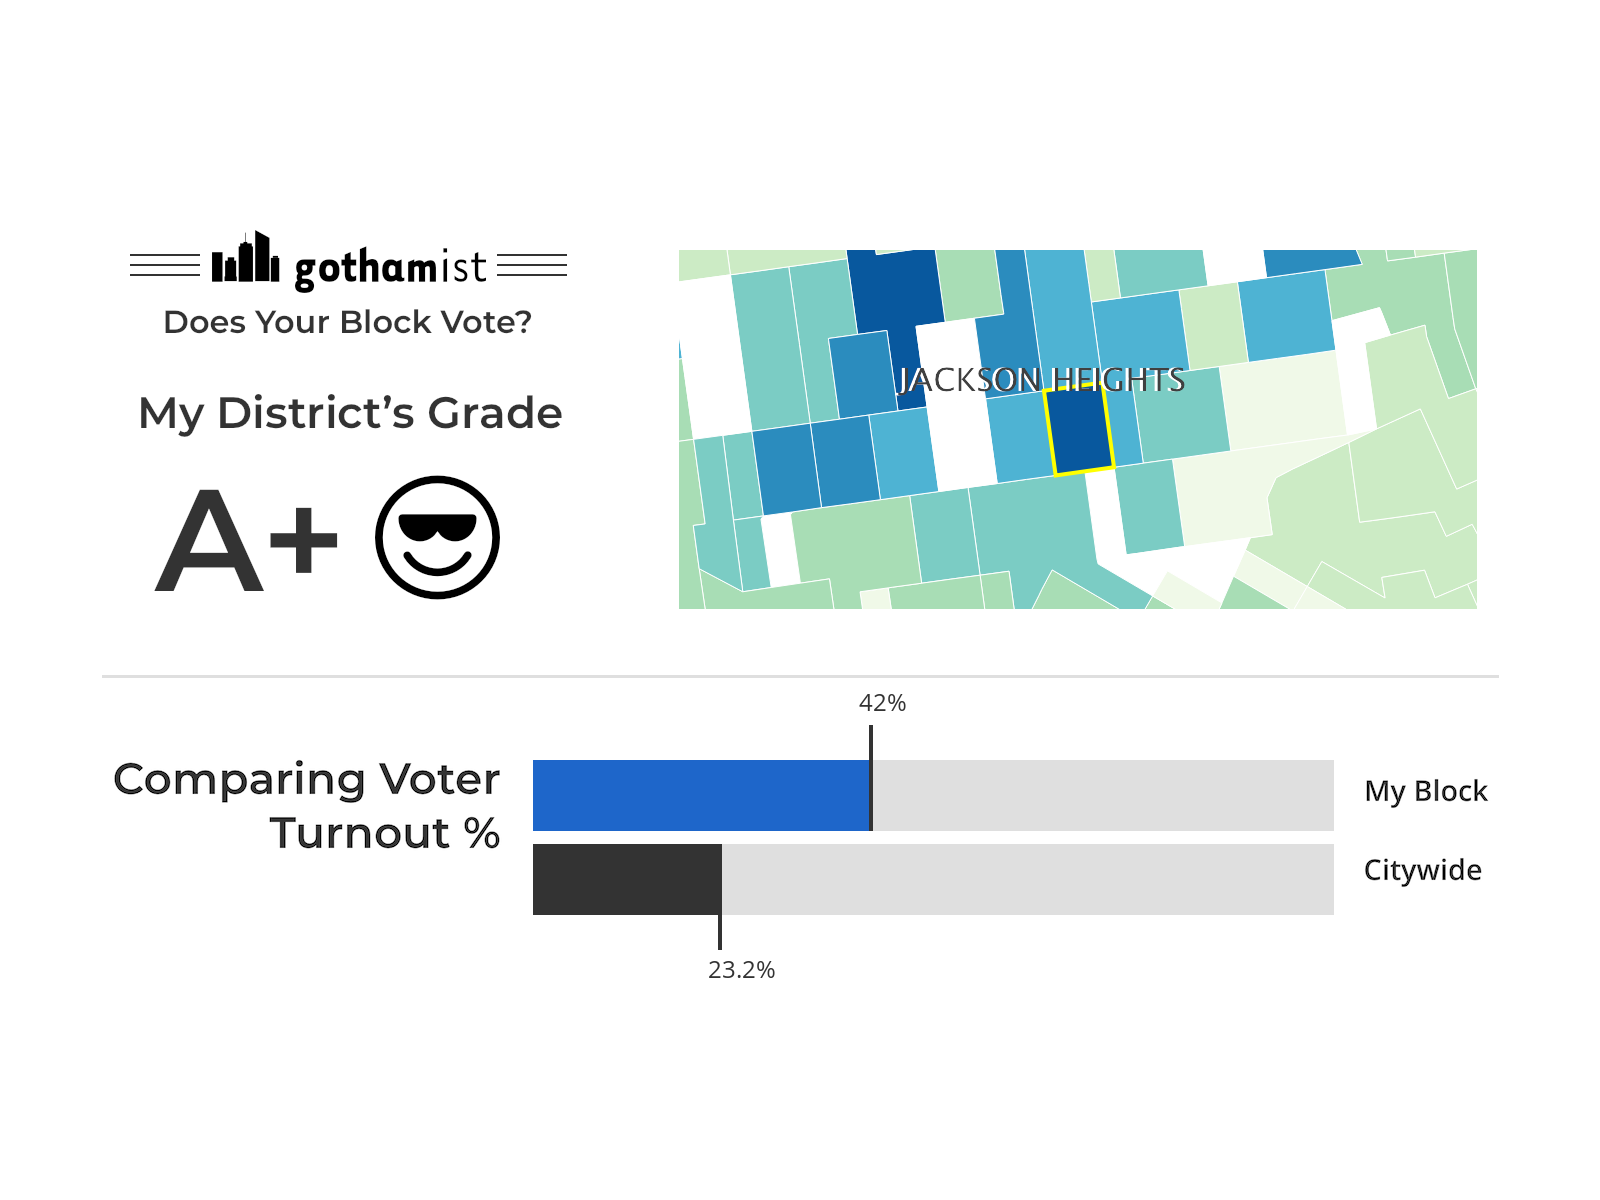 gothamist
Does Your Block Vote?
My District’s Grade
A+
JACKSON HEIGHTS
42%
Comparing Voter
Turnout %
My Block
Citywide
23.2%